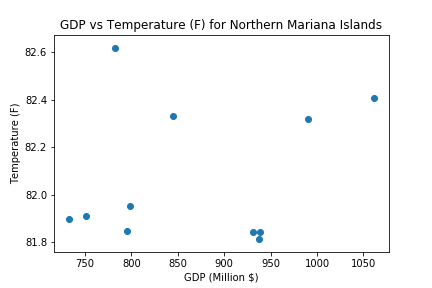 GDP vs Temperature (F) for Northern Mariana Islands
82.6
82.4
82.2
82.0
81.8
Temperature (F)
750 800 850 900 950 1000 1050
GDP (Million $)